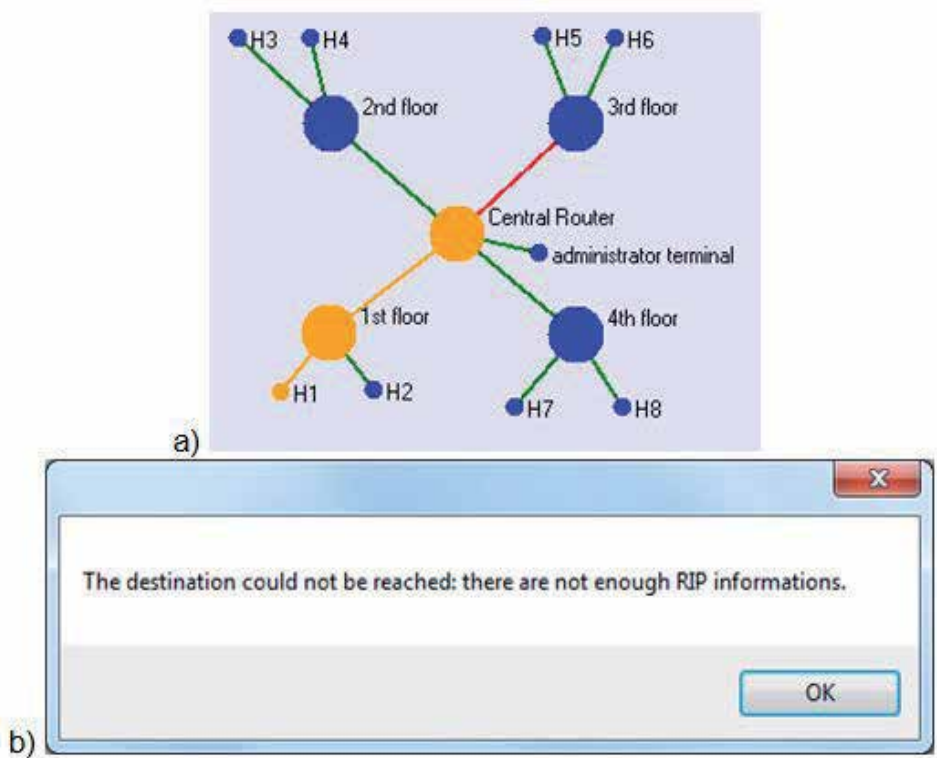 H3
H4
H5
H6
2nd floor
3rd floor
Central Router
administrator terminal
1st floor
4th floor
H1
H2
H7
H8
a)
X
The destination could not be reached: there are not enough RIP informations.
OK
b)